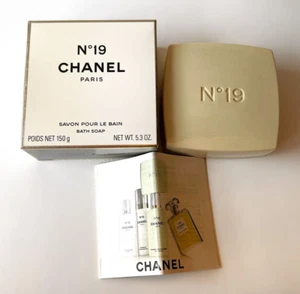 N°19
CHANEL
PARIS
SAVON POUR LE BAIN
BATH SOAP
POIDS NET 150 g
NET WT. 5.3 OZ.
N°19
CHANEL